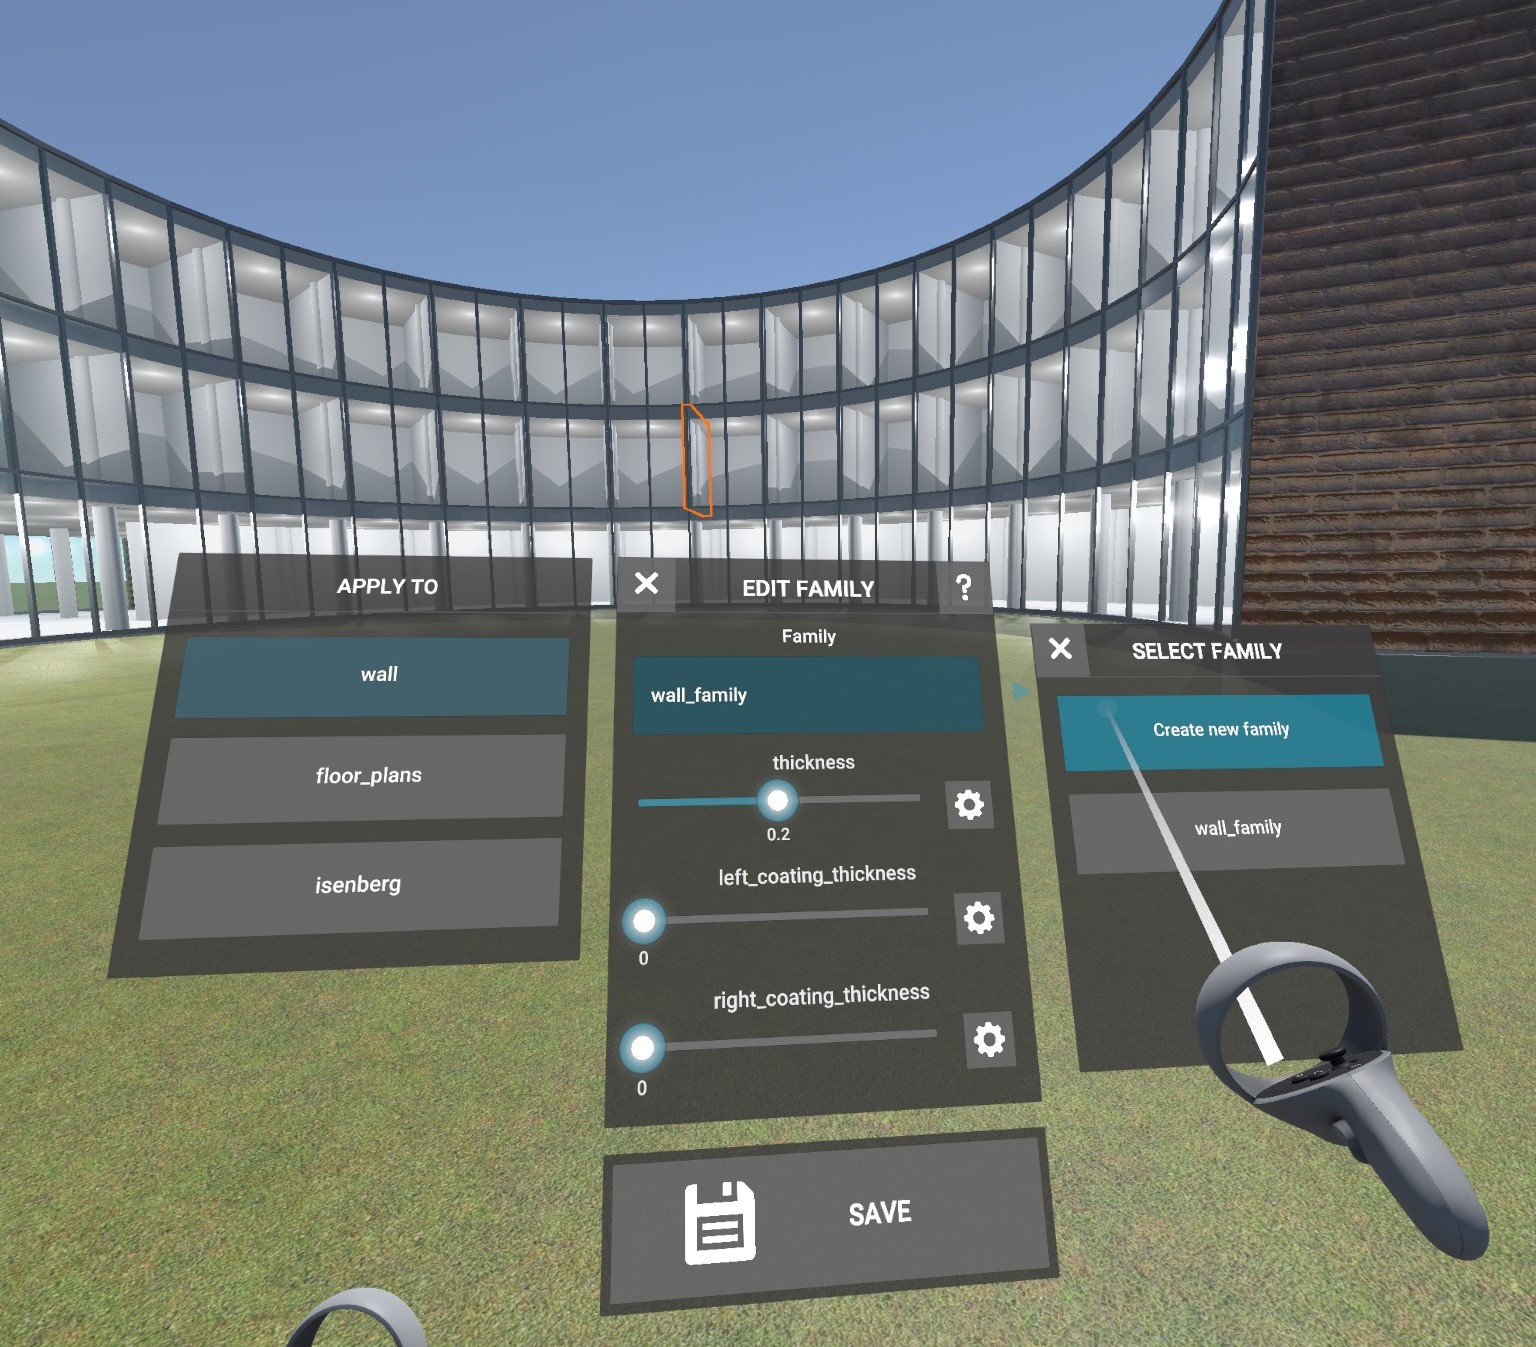 APPLY TO
wall
floor_plans
isenberg
EDIT FAMILY
?
Family
wall_family
thickness
0.2
left_coating_thickness
0
right_coating_thickness
0
SAVE
SELECT FAMILY
Create new family
wall_family